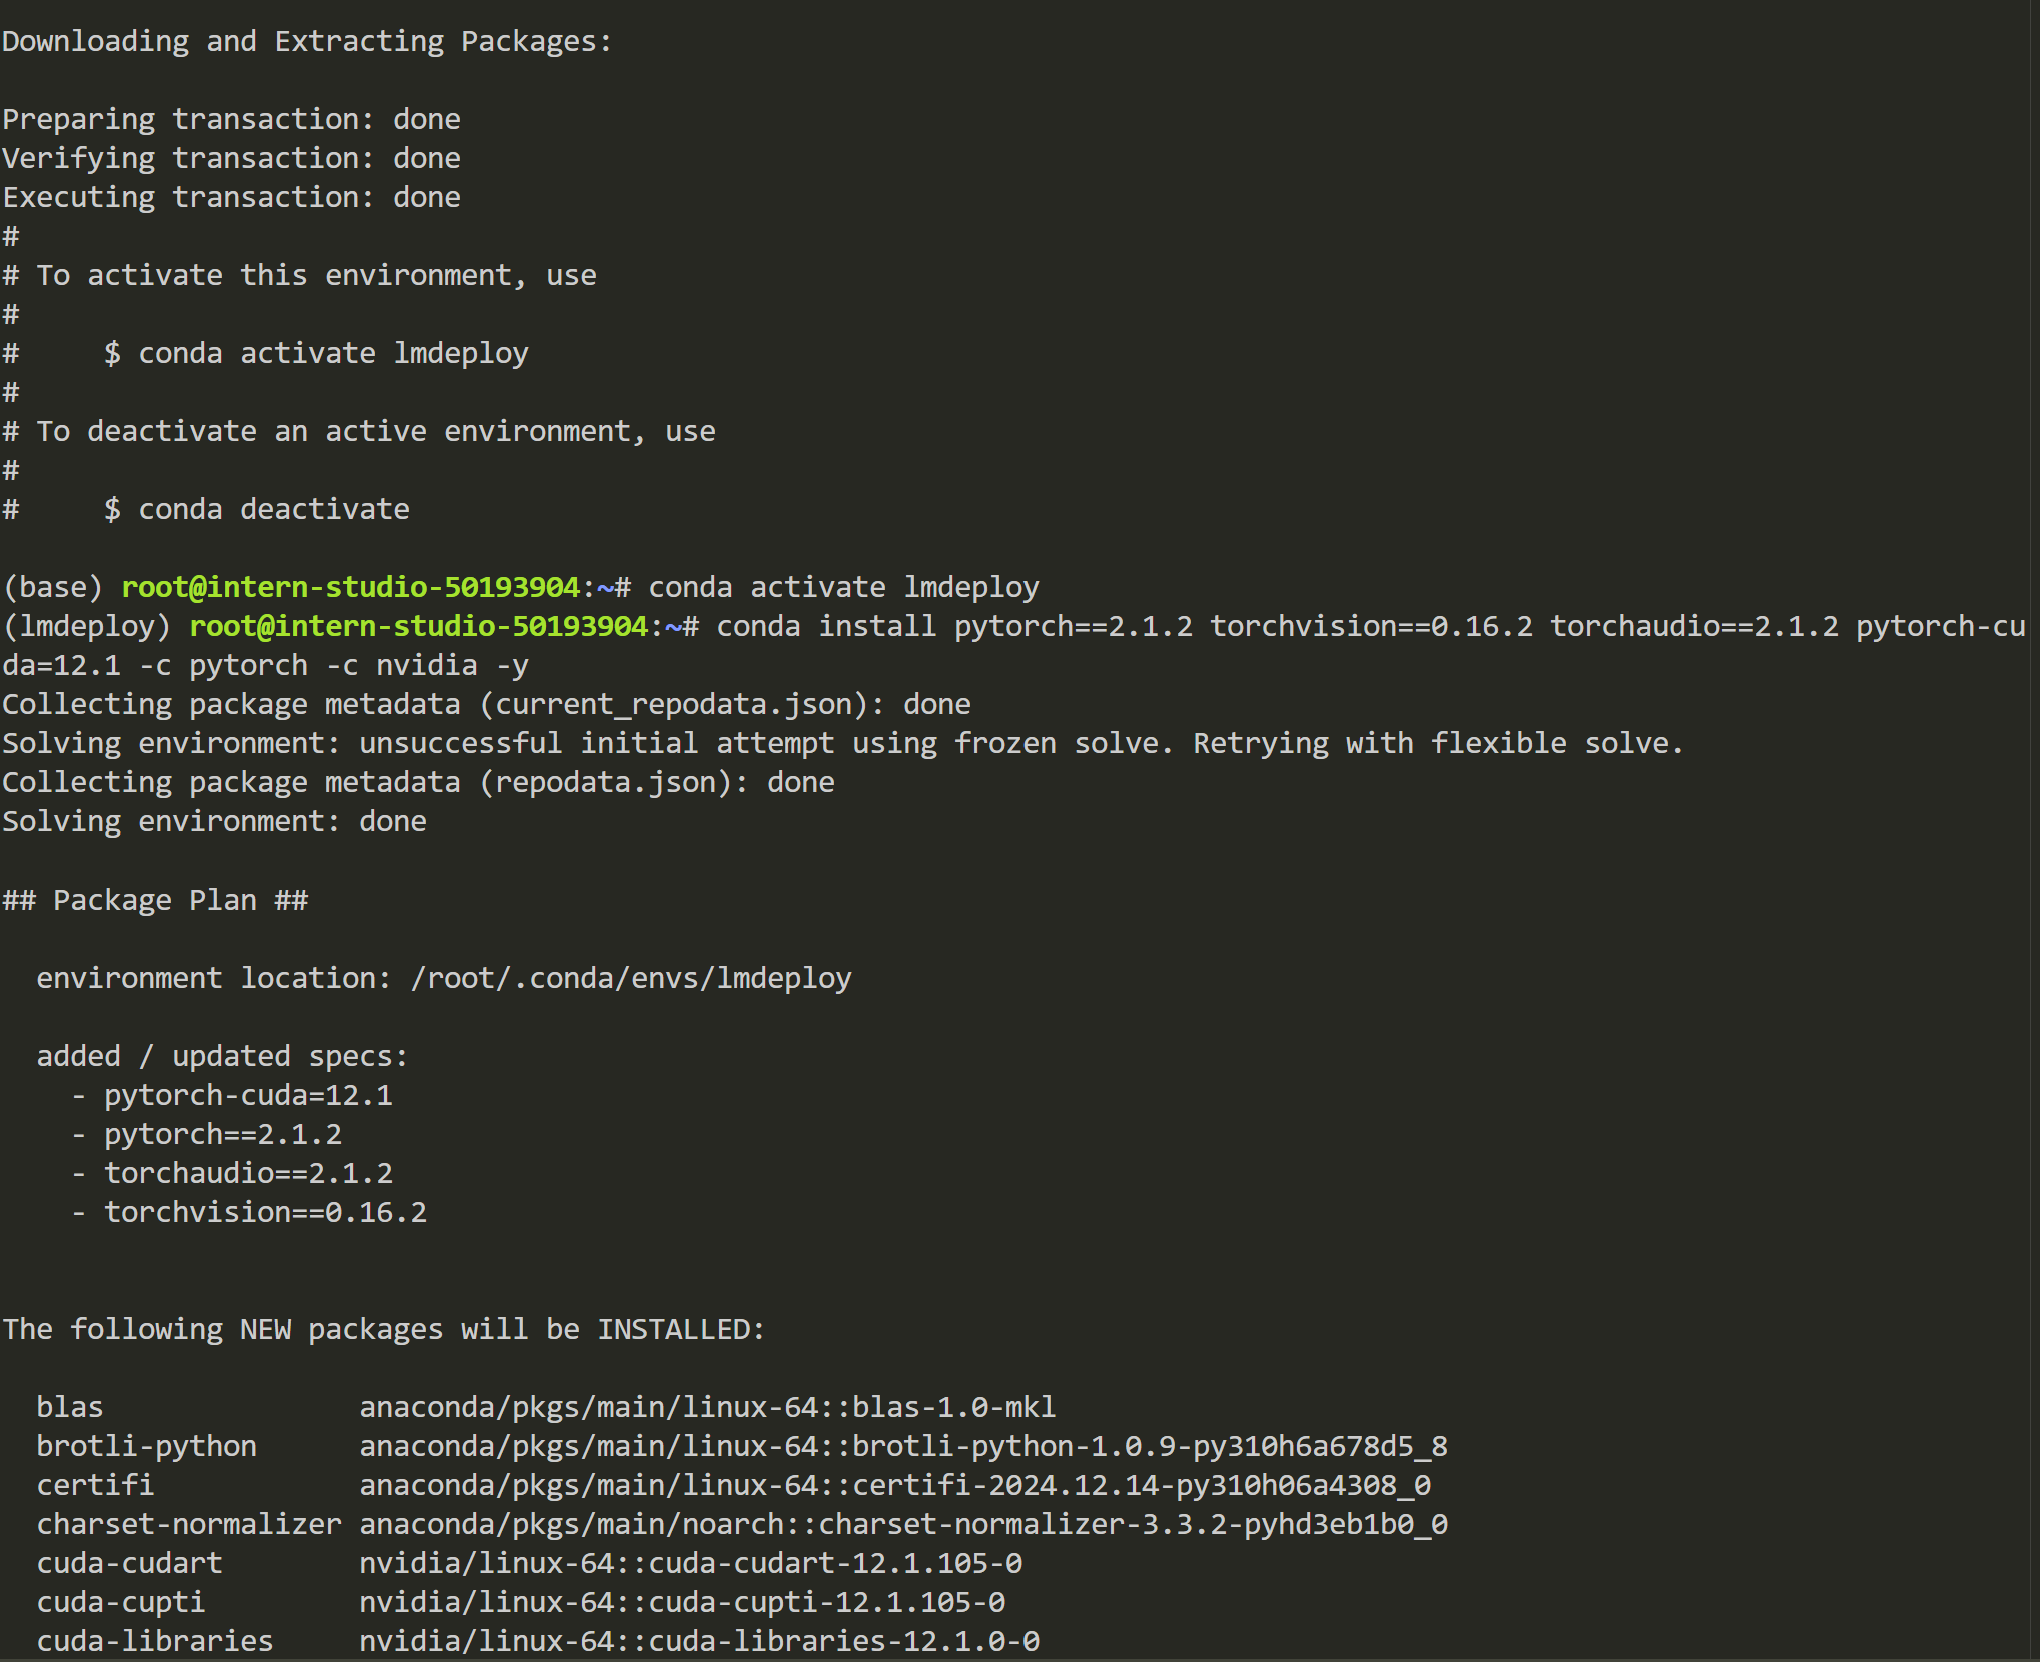 Downloading and Extracting Packages:
Preparing transaction: done
Verifying transaction: done
Executing transaction: done
#
# To activate this environment, use
#
#     $ conda activate lmdeploy
#
# To deactivate an active environment, use
#
#     $ conda deactivate
(base) root@intern-studio-50193904:~# conda activate lmdeploy
(lmdeploy) root@intern-studio-50193904:~# conda install pytorch==2.1.2 torchvision==0.16.2 torchaudio==2.1.2 pytorch-cu
da=12.1 -c pytorch -c nvidia -y
Collecting package metadata (current_repodata.json): done
Solving environment: unsuccessful initial attempt using frozen solve. Retrying with flexible solve.
Collecting package metadata (repodata.json): done
Solving environment: done
## Package Plan ##
  environment location: /root/.conda/envs/lmdeploy
  added / updated specs:
    - pytorch-cuda=12.1
    - pytorch==2.1.2
    - torchaudio==2.1.2
    - torchvision==0.16.2
The following NEW packages will be INSTALLED:
  blas               anaconda/pkgs/main/linux-64::blas-1.0-mkl
  brotli-python      anaconda/pkgs/main/linux-64::brotli-python-1.0.9-py310h6a678d5_8
  certifi            anaconda/pkgs/main/linux-64::certifi-2024.12.14-py310h06a4308_0
  charset-normalizer anaconda/pkgs/main/noarch::charset-normalizer-3.3.2-pyhd3eb1b0_0
  cuda-cudart        nvidia/linux-64::cuda-cudart-12.1.105-0
  cuda-cupti         nvidia/linux-64::cuda-cupti-12.1.105-0
  cuda-libraries     nvidia/linux-64::cuda-libraries-12.1.0-0